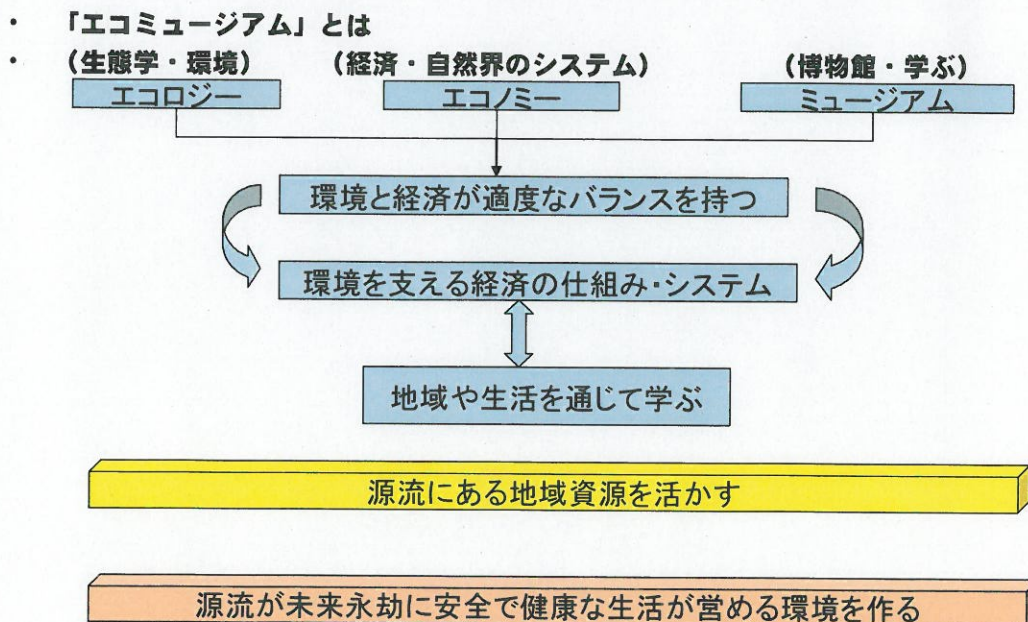 ・ 「エコミュージアム」とは
・ (生態学・環境) (経済・自然界のシステム) (博物館・学ぶ)
エコロジー エコノミー ミュージアム
環境と経済が適度なバランスを持つ
環境を支える経済の仕組み・システム
地域や生活を通じて学ぶ
源流にある地域資源を活かす
源流が未来永劫に安全で健康な生活が営める環境を作る